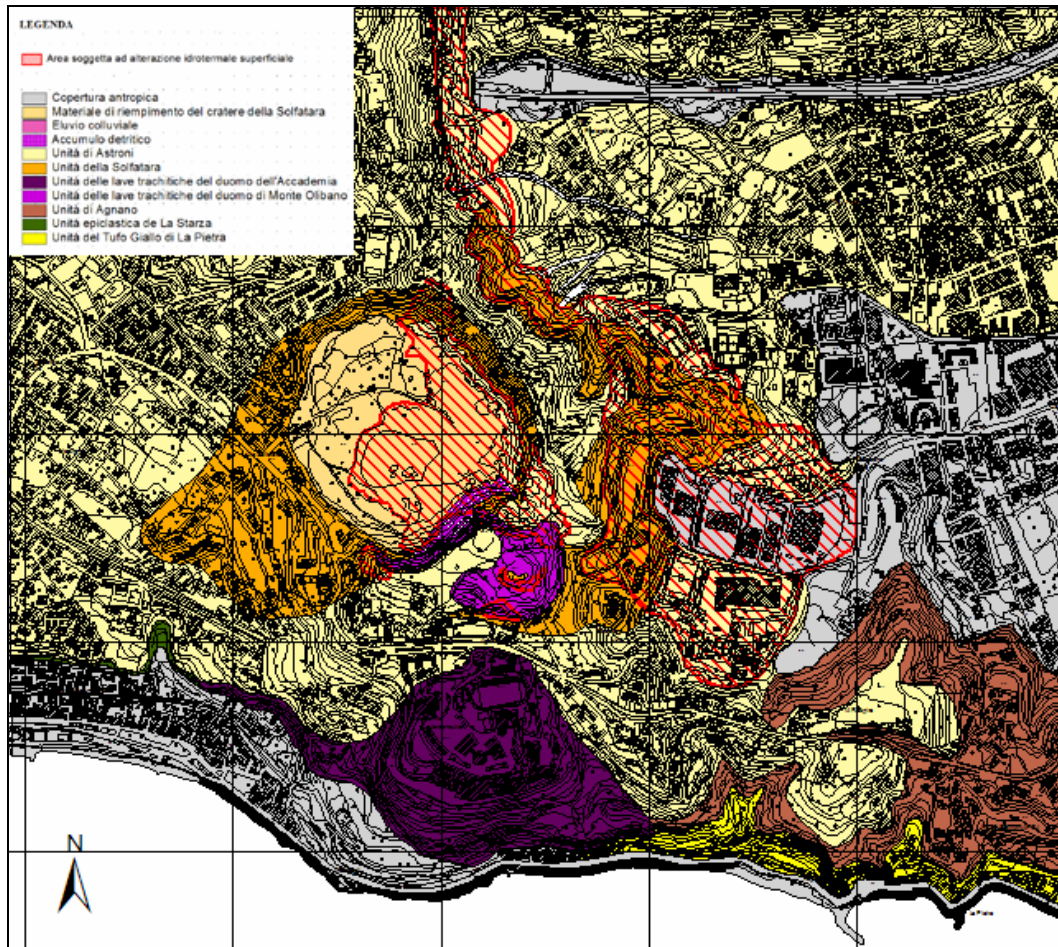 LEGENDA
Area soggetta ad alterazione idrotermale superficiale
Copertura antropica
Materiale di riempimento del cratere della Solfatara
Eluvio colluviale
Accumulo detritico
Unità di Astroni
Unità della Solfatara
Unità delle lave trachitiche del duomo dell'Accademia
Unità delle lave trachitiche del duomo di Monte Olibano
Unità di Agnano
Unità epiclastica de La Starza
Unità del Tufo Giallo di La Pietra
N